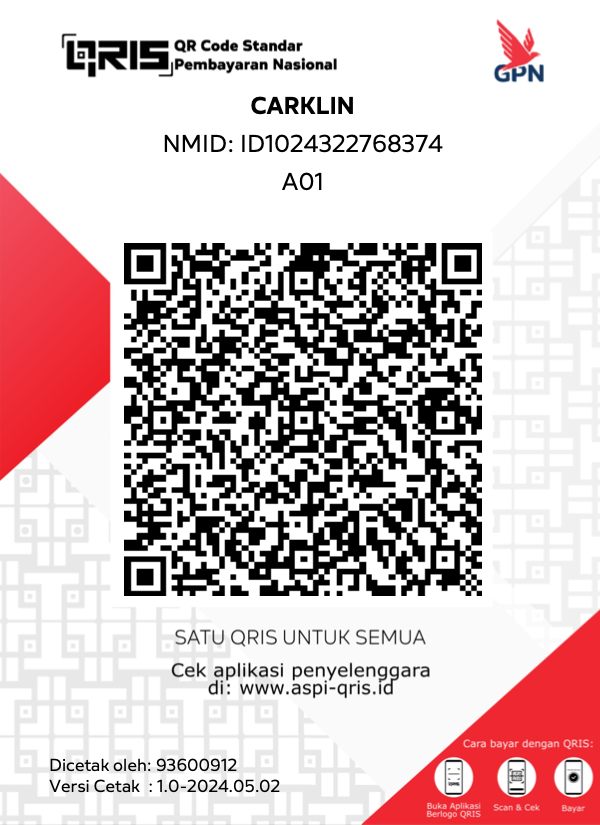 QRIS
QR Code Standar
Pembayaran Nasional
GPN
CARKLIN
NMID: ID1024322768374
A01
SATU QRIS UNTUK SEMUA
Cek aplikasi penyelenggara
di: www.aspi-qris.id
Dicetak oleh: 93600912
Versi Cetak : 1.0-2024.05.02
Cara bayar dengan QRIS:
Buka Aplikasi
Berlogo QRIS
Scan & Cek
Bayar